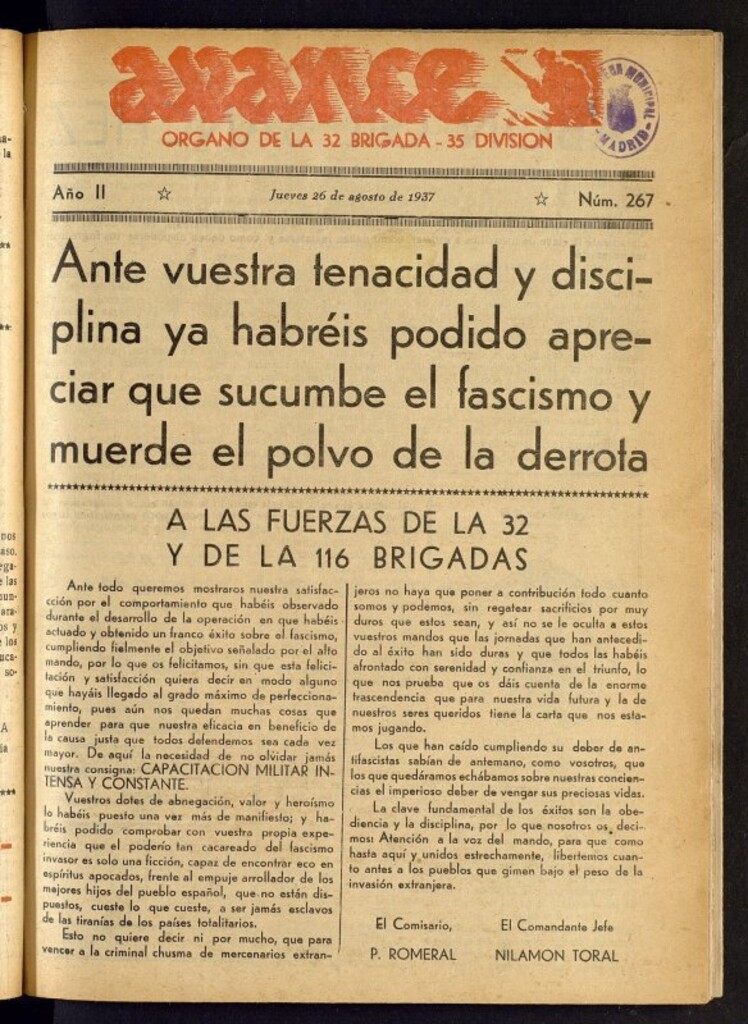 avance
ORGANO DE LA 32 BRIGADA - 35 DIVISION
MUNICIPAL
MADRID
Año II ☆ Jueves 26 de agosto de 1937 ☆ Núm. 267
Ante vuestra tenacidad y disci-
plina ya habréis podido apre-
ciar que sucumbe el fascismo y
muerde el polvo de la derrota
A LAS FUERZAS DE LA 32
Y DE LA 116 BRIGADAS
Ante todo queremos mostraros nuestra satisfac-
cción por el comportamiento que habéis observado
durante el desarrollo de la operación en que habéis
actuado y obtenido un franco éxito sobre el fascismo,
cumpliendo fielmente el objetivo señalado por el alto
mando, por lo que os felicitamos, sin que esta felici-
tación y satisfacción quiera decir en modo alguno
que hayáis llegado al grado máximo de perfecciona-
miento, pues aún nos quedan muchas cosas que
aprender para que nuestra eficacia en beneficio de
la causa justa que todos defendemos sea cada vez
mayor. De aquí la necesidad de no olvidar jamás
nuestra consigna: CAPACITACION MILITAR IN-
TENSA Y CONSTANTE.
Vuestros dotes de abnegación, valor y heroísmo
lo habéis puesto una vez más de manifiesto; y ha-
bréis podido comprobar con vuestra propia expe-
riencia que el poderío tan cacareado del fascismo
invasor es solo una ficción, capaz de encontrar eco en
espíritus apocados, frente al empuje arrollador de los
mejores hijos del pueblo español, que no están dis-
puestos, cueste lo que cueste, a ser jamás esclavos
de las tiranías de los países totalitarios.
Esto no quiere decir ni por mucho, que para
vencer a la criminal chusma de mercenarios extran-
jeros no haya que poner a contribución todo cuanto
somos y podemos, sin regatear sacrificios por muy
duros que estos sean, y así no se le oculta a estos
vuestros mandos que las jornadas que han antecedi-
do al éxito han sido duras y que todos las habéis
afrontado con serenidad y confianza en el triunfo, lo
que nos prueba que os dáis cuenta de la enorme
trascendencia que para nuestra vida futura y la de
nuestros seres queridos tiene la carta que nos esta-
mos jugando.
Los que han caído cumpliendo su deber de an-
tifascistas sabían de antemano, como vosotros, que
los que quedáramos echábamos sobre nuestras concien-
cias el imperioso deber de vengar sus preciosas vidas.
La clave fundamental de los éxitos son la obe-
diencia y la disciplina, por lo que nosotros os deci-
mos: Atención a la voz del mando, para que como
hasta aquí y unidos estrechamente, libertemos cuan-
to antes a los pueblos que gimen bajo el peso de la
invasión extranjera.
El Comisario,
P. ROMERAL
El Comandante Jefe
NILAMON TORAL